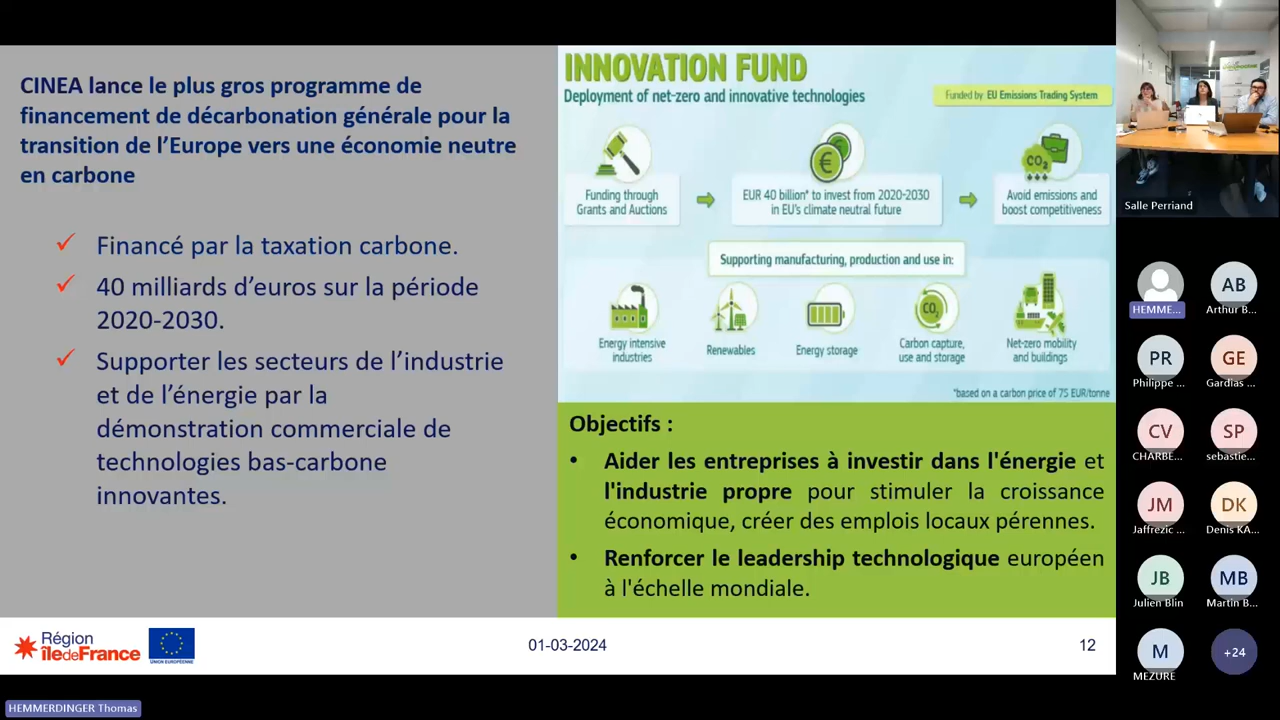 CINEA lance le plus gros programme de
financement de décarbonation générale pour la
transition de l’Europe vers une économie neutre
en carbone
✓ Financé par la taxation carbone.
✓ 40 milliards d’euros sur la période
2020-2030.
✓ Supporter les secteurs de l’industrie
et de l’énergie par la
démonstration commerciale de
technologies bas-carbone
innovantes.
INNOVATION FUND
Deployment of net-zero and innovative technologies
Funded by EU Emissions Trading System
Funding through
Grants and Auctions
EUR 40 billion* to invest from 2020-2030
in EU's climate neutral future
CO₂
Avoid emissions and
boost competitiveness
Supporting manufacturing, production and use in:
Energy intensive
industries
Renewables
Energy storage
CO₂
Carbon capture,
use and storage
Net-zero mobility
and buildings
*based on a carbon price of 75 EUR/tonne
Objectifs :
• Aider les entreprises à investir dans l'énergie et
l'industrie propre pour stimuler la croissance
économique, créer des emplois locaux pérennes.
• Renforcer le leadership technologique européen
à l'échelle mondiale.
Région
îledeFrance
UNION EUROPÉENNE
01-03-2024
12
HEMMERDINGER Thomas
Salle Perriand
HEMME...
AB
Arthur B...
PR
Philippe ...
GE
Gardias ...
CV
CHARBE...
SP
sebastie...
JM
Jaffrezic ...
DK
Denis KA...
JB
Julien Blin
MB
Martin B...
M
MEZURE
+24